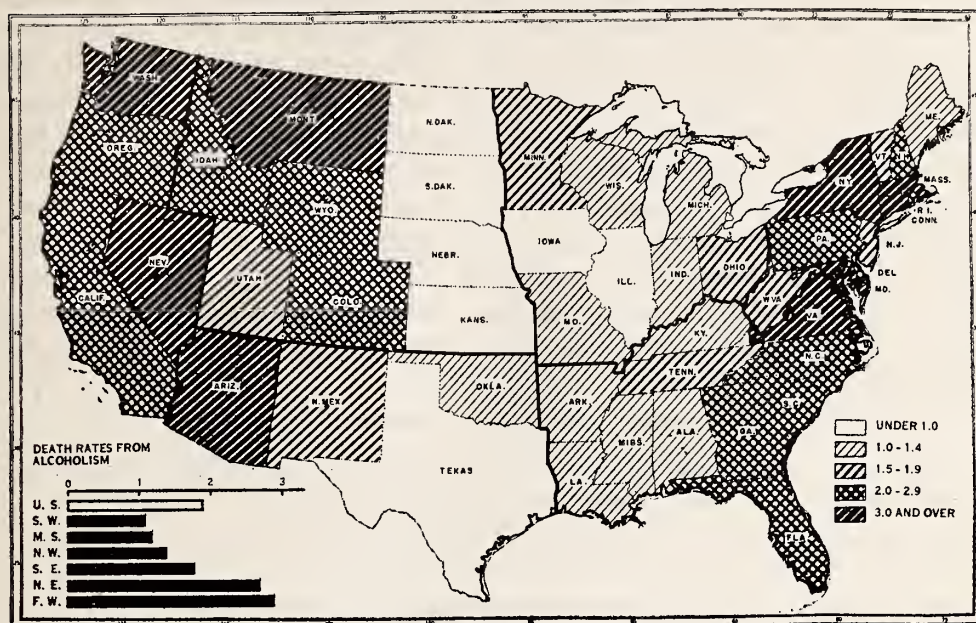 WASH.
MONT.
N.DAK.
MINN.
ME.
OREG.
IDAH
VT.
N.H.
S.DAK.
WIS.
MICH.
N.Y.
MASS.
R.I.
CONN.
WYO.
IOWA
PA.
N.J.
NEV.
UTAH
NEBR.
ILL.
IND.
OHIO
DEL
MD.
CALIF.
COLO.
KANS.
MO.
W.VA
VA.
KY.
ARIZ.
N.MEX.
OKLA.
ARK.
TENN.
N.C.
S.C.
TEXAS
LA.
MISS.
ALA.
GA.
FLA.
UNDER 1.0
1.0 - 1.4
1.5 - 1.9
2.0 - 2.9
3.0 AND OVER
DEATH RATES FROM
ALCOHOLISM
0 1 2 3
U. S.
S. W.
M. S.
N. W.
S. E.
N. E.
F. W.